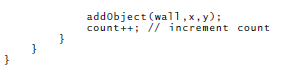 addObject(wall,x,y);
count++; // increment count
}
}
}